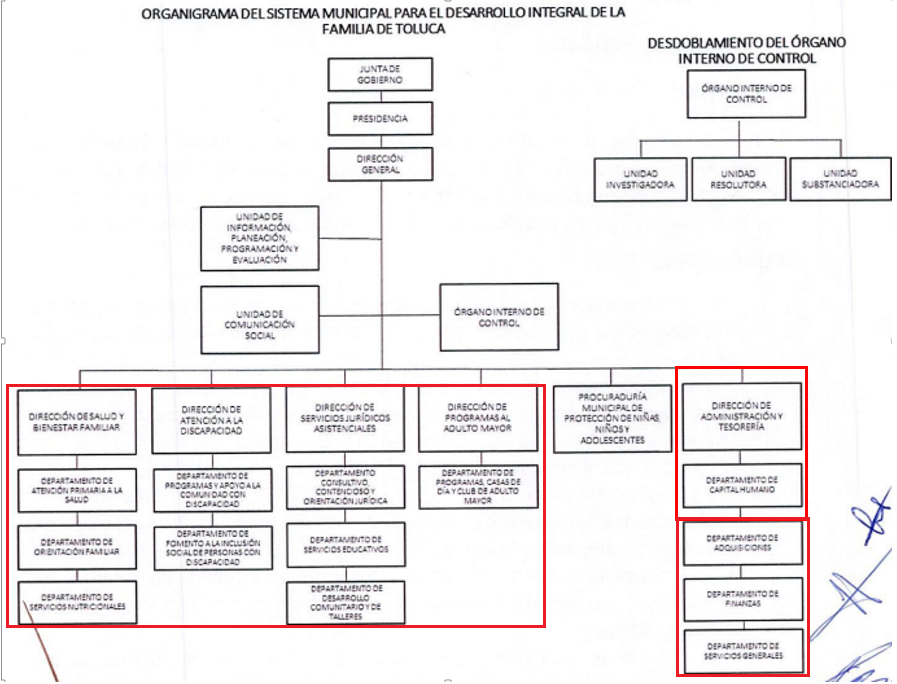 ORGANIGRAMA DEL SISTEMA MUNICIPAL PARA EL DESARROLLO INTEGRAL DE LA
FAMILIA DE TOLUCA
DESDOBLAMIENTO DEL ÓRGANO
INTERNO DE CONTROL
JUNTA DE
GOBIERNO
PRESIDENCIA
DIRECCIÓN
GENERAL
ÓRGANO INTERNO DE
CONTROL
UNIDAD
INVESTIGADORA
UNIDAD
RESOLUTORA
UNIDAD
SUBSTANCIADORA
UNIDAD DE
INFORMACIÓN,
PLANEACIÓN,
PROGRAMACIÓN Y
EVALUACIÓN
UNIDAD DE
COMUNICACIÓN
SOCIAL
ÓRGANO INTERNO DE
CONTROL
DIRECCIÓN DE SALUD Y
BIENESTAR FAMILIAR
DEPARTAMENTO DE
ATENCIÓN PRIMARIA A LA
SALUD
DEPARTAMENTO DE
ORIENTACIÓN FAMILIAR
DEPARTAMENTO DE
SERVICIOS NUTRICIONALES
DIRECCIÓN DE
ATENCIÓN A LA
DISCAPACIDAD
DEPARTAMENTO DE
PROGRAMAS Y APOYO A LA
COMUNIDAD CON
DISCAPACIDAD
DEPARTAMENTO DE
FOMENTO A LA INCLUSIÓN
SOCIAL DE PERSONAS CON
DISCAPACIDAD
DIRECCIÓN DE
SERVICIOS JURÍDICOS
ASISTENCIALES
DEPARTAMENTO
CONSULTIVO,
CONTENCIOSO Y
ORIENTACIÓN JURÍDICA
DEPARTAMENTO DE
SERVICIOS EDUCATIVOS
DEPARTAMENTO DE
DESARROLLO
COMUNITARIO Y DE
TALLERES
DIRECCIÓN DE
PROGRAMAS AL
ADULTO MAYOR
DEPARTAMENTO DE
PROGRAMAS, CASAS DE
DÍA Y CLUB DE ADULTO
MAYOR
PROCURADURÍA
MUNICIPAL DE
PROTECCIÓN DE NIÑAS,
NIÑOS Y
ADOLESCENTES
DIRECCIÓN DE
ADMINISTRACIÓN Y
TESORERÍA
DEPARTAMENTO DE
CAPITAL HUMANO
DEPARTAMENTO DE
ADQUISICIONES
DEPARTAMENTO DE
FINANZAS
DEPARTAMENTO DE
SERVICIOS GENERALES